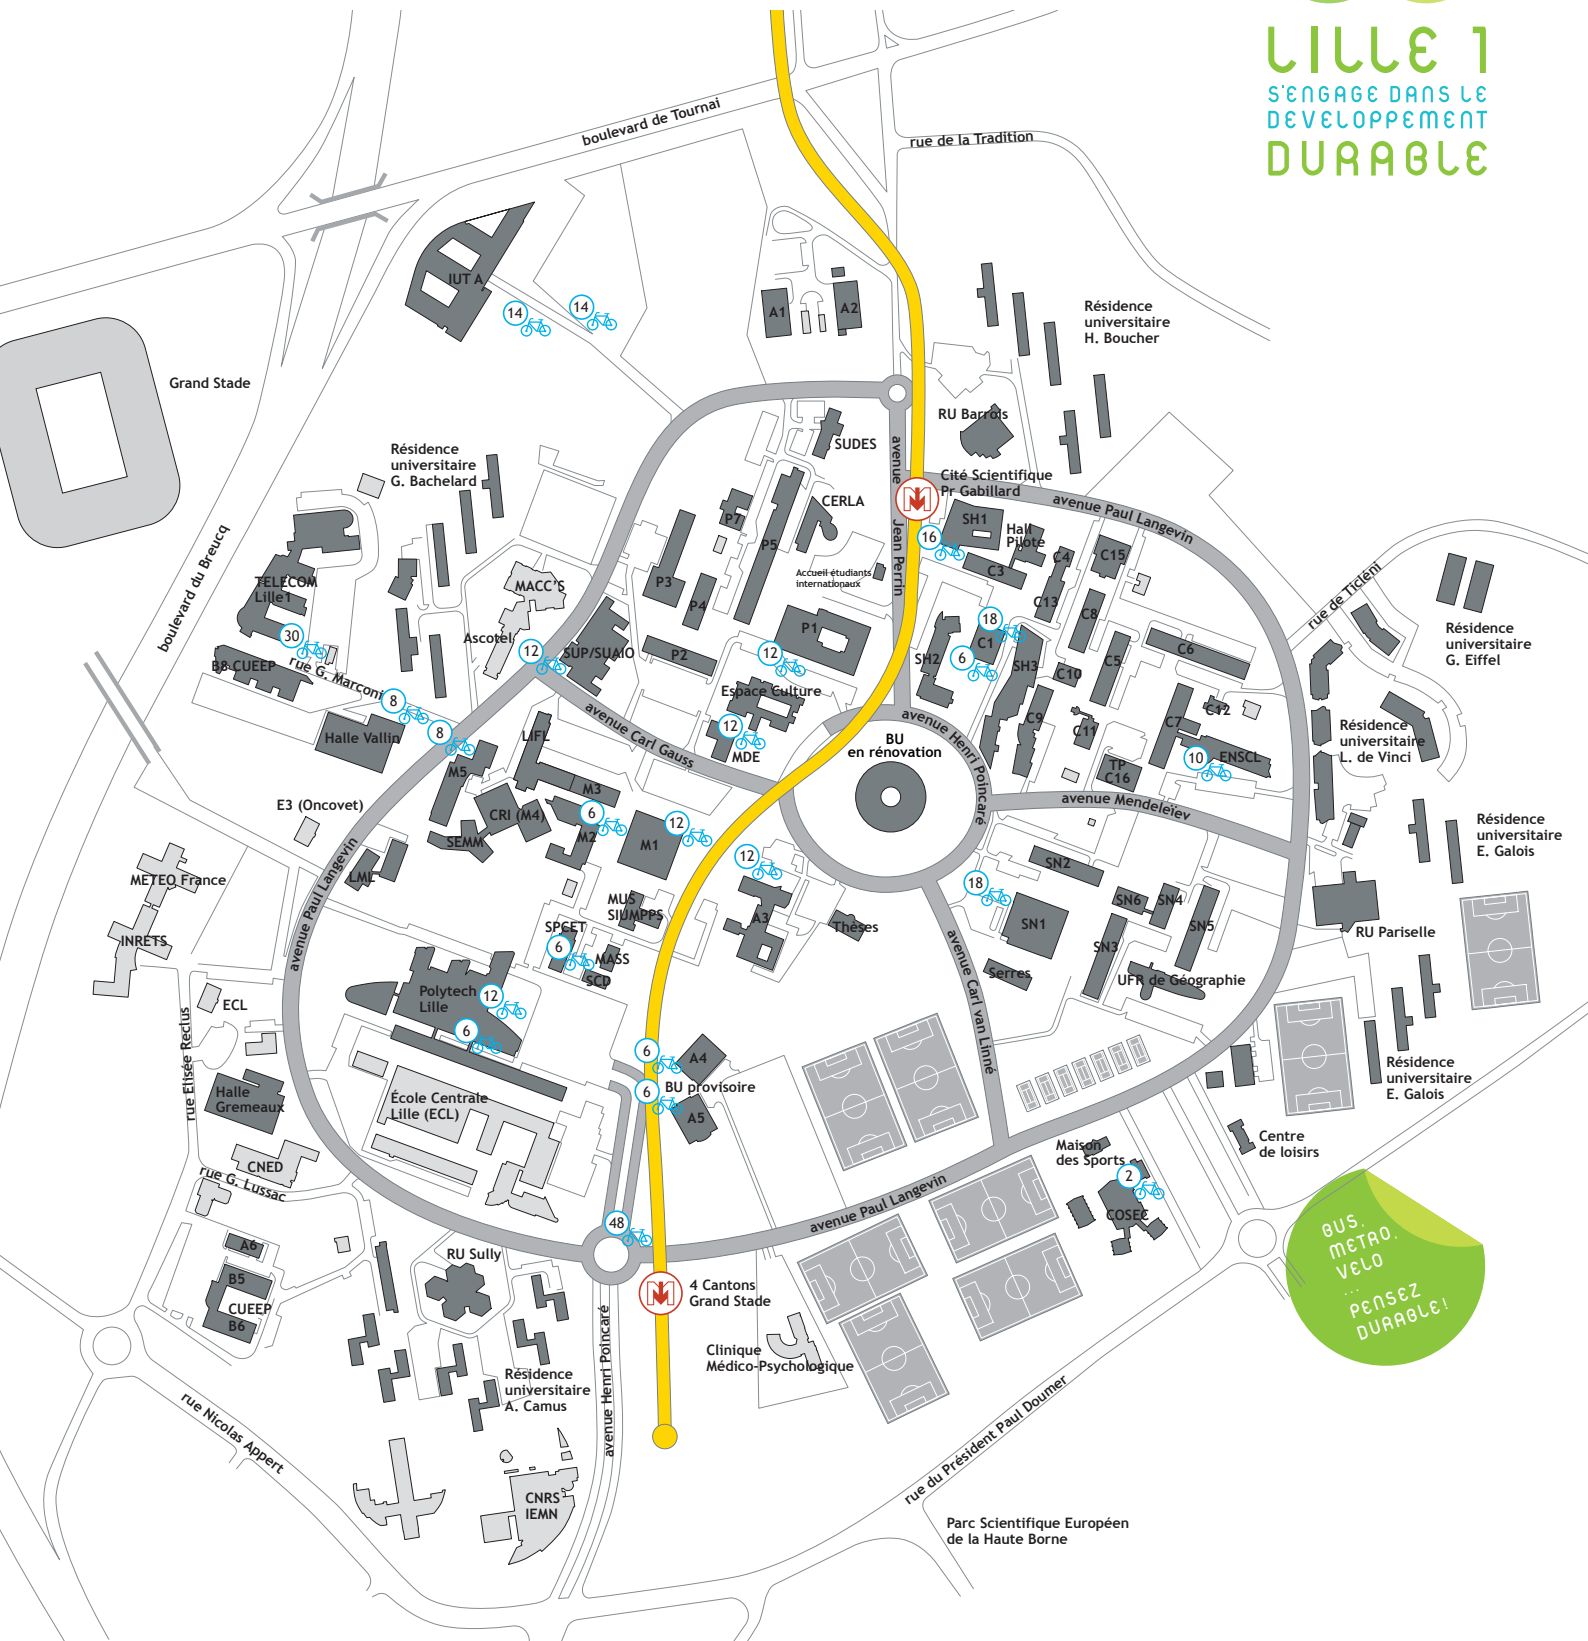 LILLE 1
S'ENGAGE DANS LE
DEVELOPPEMENT
DURABLE
boulevard de Tournai
rue de la Tradition
IUT A
14
14
A1
A2
Résidence
universitaire
H. Boucher
Grand Stade
RU Barrois
SUDES
avenue
Jean Perrin
Résidence
universitaire
G. Bachelard
Cité Scientifique
Pr Gabillard
M
avenue Paul Langevin
CERLA
P7
P5
SH1
Hall
Pilote
16
C3
C4
C15
boulevard du Breucq
TELECOM
Lille1
30
MACC'S
P3
P4
Accueil étudiants
internationaux
C13
C8
rue de Ticléni
Résidence
universitaire
G. Eiffel
Ascotel
12
SUP/SUAIO
P2
P1
12
18
C1
6
SH2
SH3
C10
C5
C6
B8 CUEEP
rue G. Marconi
8
8
Halle Vallin
Espace Culture
12
MDE
avenue Carl Gauss
LIFL
BU
en rénovation
avenue Henri Poincaré
C9
C11
C7
C12
10
ENSCL
TP
C16
Résidence
universitaire
L. de Vinci
M5
M3
CRI (M4)
6
M2
SEMM
M1
12
avenue Mendeleïev
E3 (Oncovet)
LML
avenue Paul Langevin
12
A3
Thèses
SN2
18
SN1
SN6
SN4
SN5
SN3
Serres
UFR de Géographie
Résidence
universitaire
E. Galois
RU Pariselle
METEO France
INRETS
MUS
SIUMPPS
SPCET
6
MASS
SCD
Polytech
Lille
12
6
avenue Carl van Linné
ECL
rue Elisée Reclus
Halle
Gremeaux
École Centrale
Lille (ECL)
6
A4
BU provisoire
6
A5
Résidence
universitaire
E. Galois
Centre
de loisirs
Maison
des Sports
2
COSEC
CNED
rue G. Lussac
48
avenue Paul Langevin
A6
B5
CUEEP
B6
RU Sully
M
4 Cantons
Grand Stade
BUS.
METRO.
VELO
...
PENSEZ
DURABLE!
Clinique
Médico-Psychologique
Résidence
universitaire
A. Camus
avenue Henri Poincaré
rue Nicolas Appert
CNRS
IEMN
rue du Président Paul Doumer
Parc Scientifique Européen
de la Haute Borne